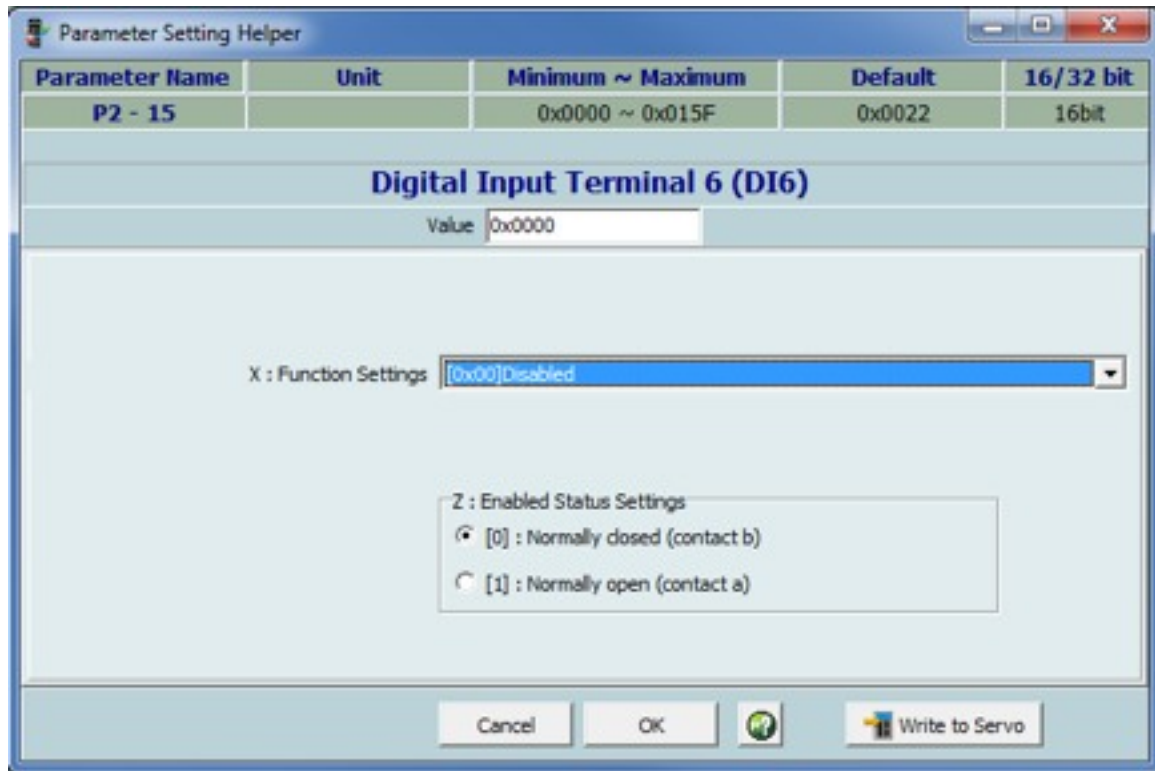 Parameter Setting Helper
Parameter Name Unit Minimum ~ Maximum Default 16/32 bit
P2 - 15 0x0000 ~ 0x015F 0x0022 16bit
Digital Input Terminal 6 (DI6)
Value 0x0000
X : Function Settings [0x00]Disabled
Z : Enabled Status Settings
[0] : Normally closed (contact b)
[1] : Normally open (contact a)
Cancel OK Write to Servo